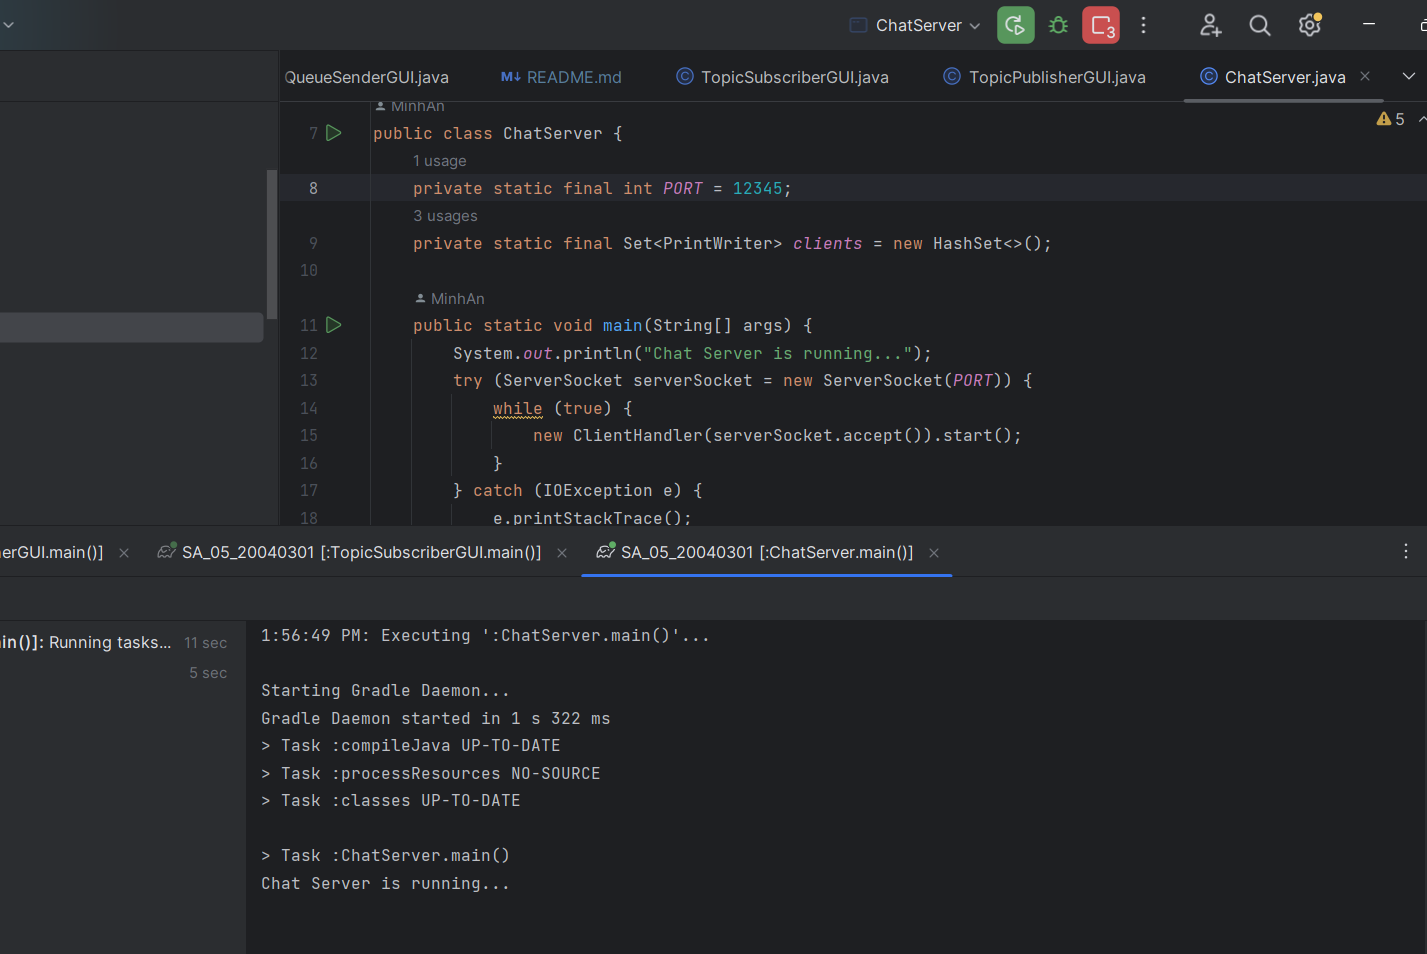 ChatServer
3
QueueSenderGUI.java
M↓ README.md
TopicSubscriberGUI.java
TopicPublisherGUI.java
ChatServer.java
MinhAn
5
7 public class ChatServer {
1 usage
8 private static final int PORT = 12345;
3 usages
9 private static final Set<PrintWriter> clients = new HashSet<>();
10
MinhAn
11 public static void main(String[] args) {
12 System.out.println("Chat Server is running...");
13 try (ServerSocket serverSocket = new ServerSocket(PORT)) {
14 while (true) {
15 new ClientHandler(serverSocket.accept()).start();
16 }
17 } catch (IOException e) {
18 e.printStackTrace();
erGUI.main()]
SA_05_20040301 [:TopicSubscriberGUI.main()]
SA_05_20040301 [:ChatServer.main()]
in()]: Running tasks... 11 sec
5 sec
1:56:49 PM: Executing ':ChatServer.main()'...
Starting Gradle Daemon...
Gradle Daemon started in 1 s 322 ms
> Task :compileJava UP-TO-DATE
> Task :processResources NO-SOURCE
> Task :classes UP-TO-DATE
> Task :ChatServer.main()
Chat Server is running...